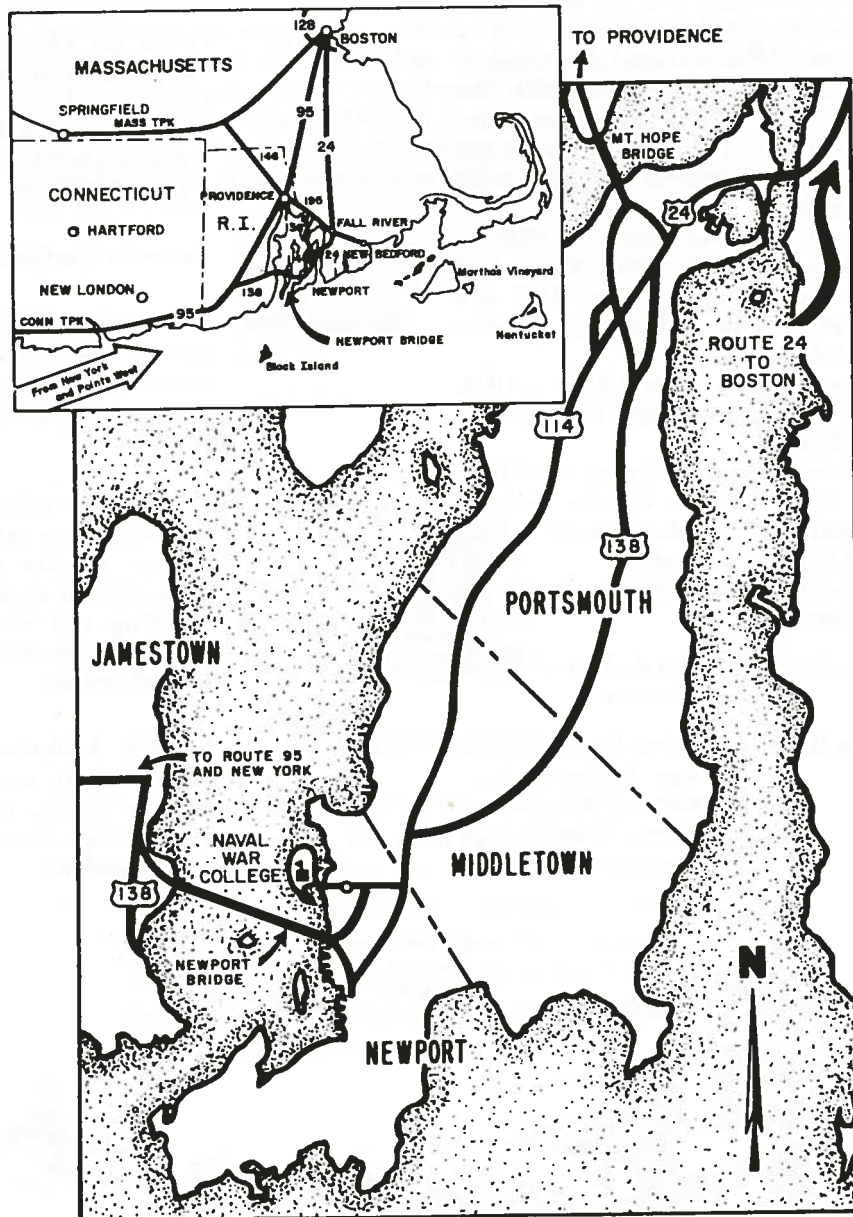 128
BOSTON
MASSACHUSETTS
SPRINGFIELD
MASS TPK
95
24
146
CONNECTICUT
PROVIDENCE
195
R.I.
FALL RIVER
HARTFORD
24
NEW BEDFORD
NEW LONDON
138
NEWPORT
Martha's Vineyard
95
CONN TPK
NEWPORT BRIDGE
Nantucket
Block Island
From New York
and Points West
TO PROVIDENCE
MT. HOPE
BRIDGE
24
ROUTE 24
TO
BOSTON
114
138
PORTSMOUTH
JAMESTOWN
TO ROUTE 95
AND NEW YORK
NAVAL
WAR
COLLEGE
MIDDLETOWN
138
NEWPORT
BRIDGE
N
NEWPORT